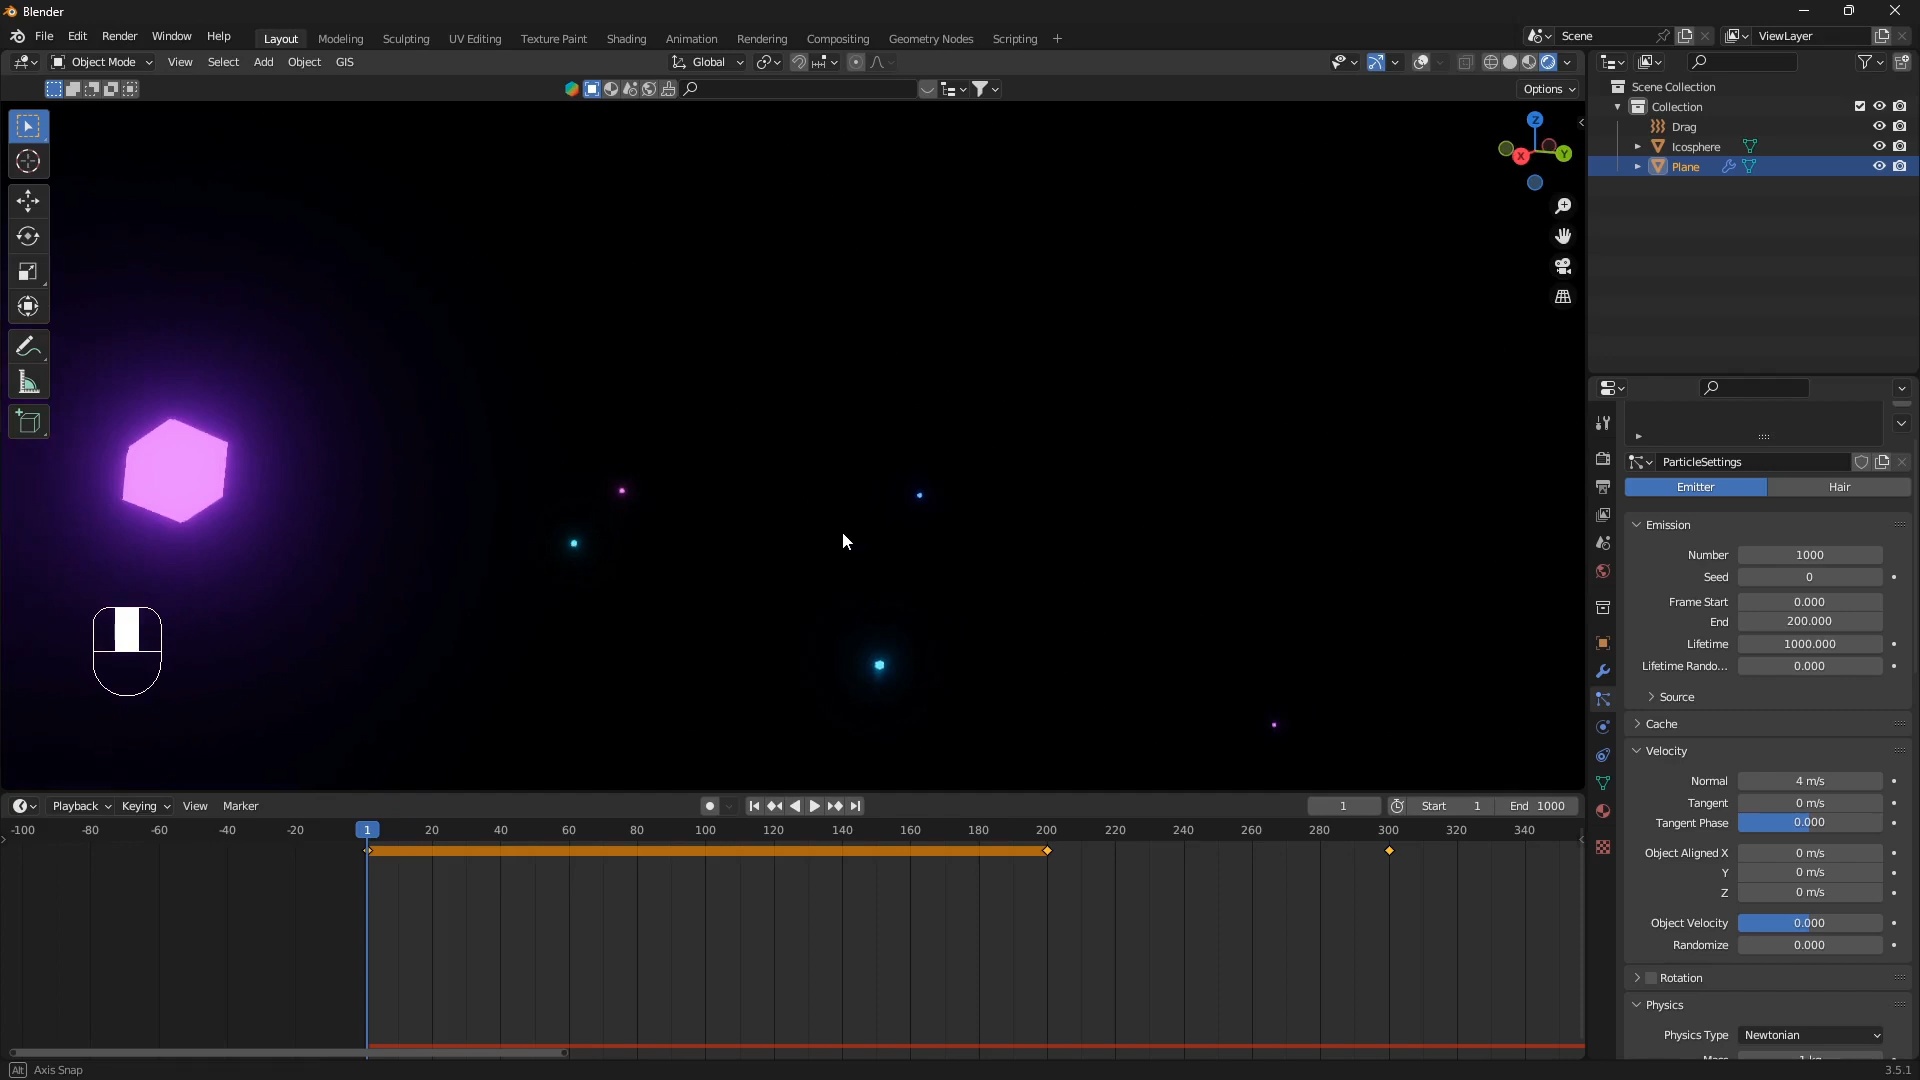 Blender
File Edit Render Window Help Layout Modeling Sculpting UV Editing Texture Paint Shading Animation Rendering Compositing Geometry Nodes Scripting + Scene ViewLayer
Object Mode View Select Add Object GIS Global
Options
Scene Collection
Collection
Drag
Icosphere
Plane
Z
X
Y
ParticleSettings
Emitter Hair
Emission
Number 1000
Seed 0
Frame Start 0.000
End 200.000
Lifetime 1000.000
Lifetime Rando... 0.000
Source
Cache
Velocity
Normal 4 m/s
Tangent 0 m/s
Tangent Phase 0.000
Object Aligned X 0 m/s
Y 0 m/s
Z 0 m/s
Object Velocity 0.000
Randomize 0.000
Rotation
Physics
Physics Type Newtonian
Playback Keying View Marker 1 Start 1 End 1000
-100 -80 -60 -40 -20 1 20 40 60 80 100 120 140 160 180 200 220 240 260 280 300 320 340
Alt Axis Snap 3.5.1